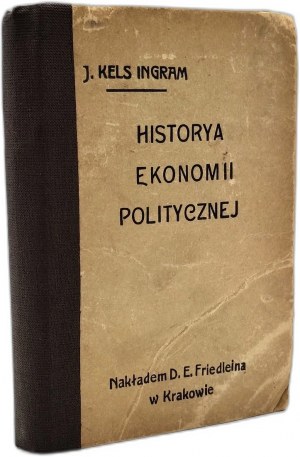 J. KELS INGRAM
HISTORYA
EKONOMII
POLITYCZNEJ
Nakładem D. E. Friedleina
w Krakowie